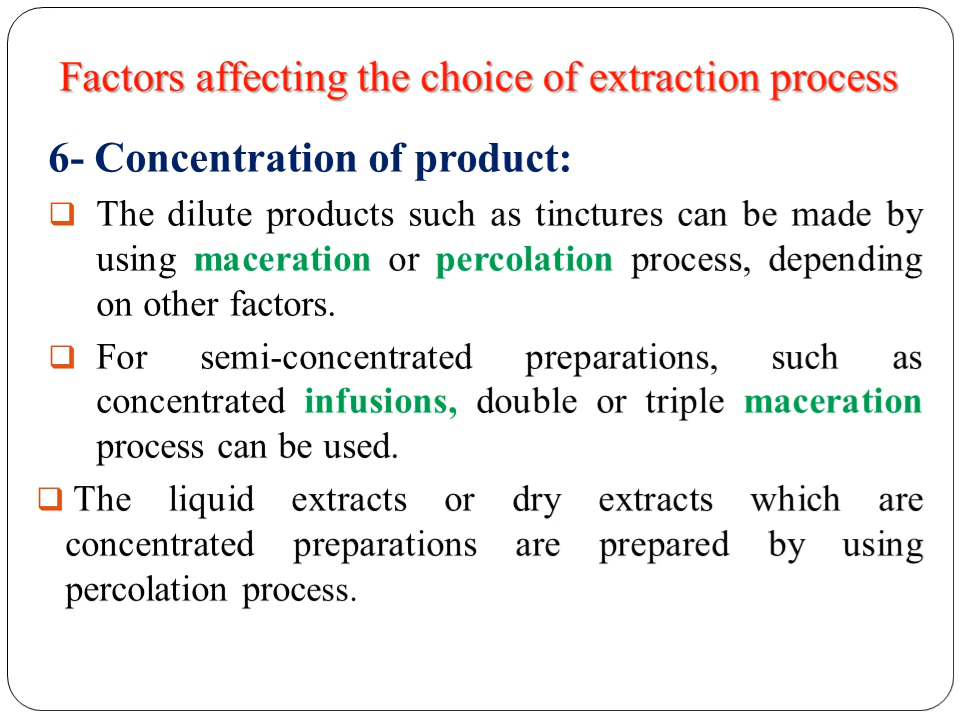 Factors affecting the choice of extraction process
6- Concentration of product:
The dilute products such as tinctures can be made by
using maceration or percolation process, depending
on other factors.
For semi-concentrated preparations, such as
concentrated infusions, double or triple maceration
process can be used.
The liquid extracts or dry extracts which are
concentrated preparations are prepared by using
percolation process.